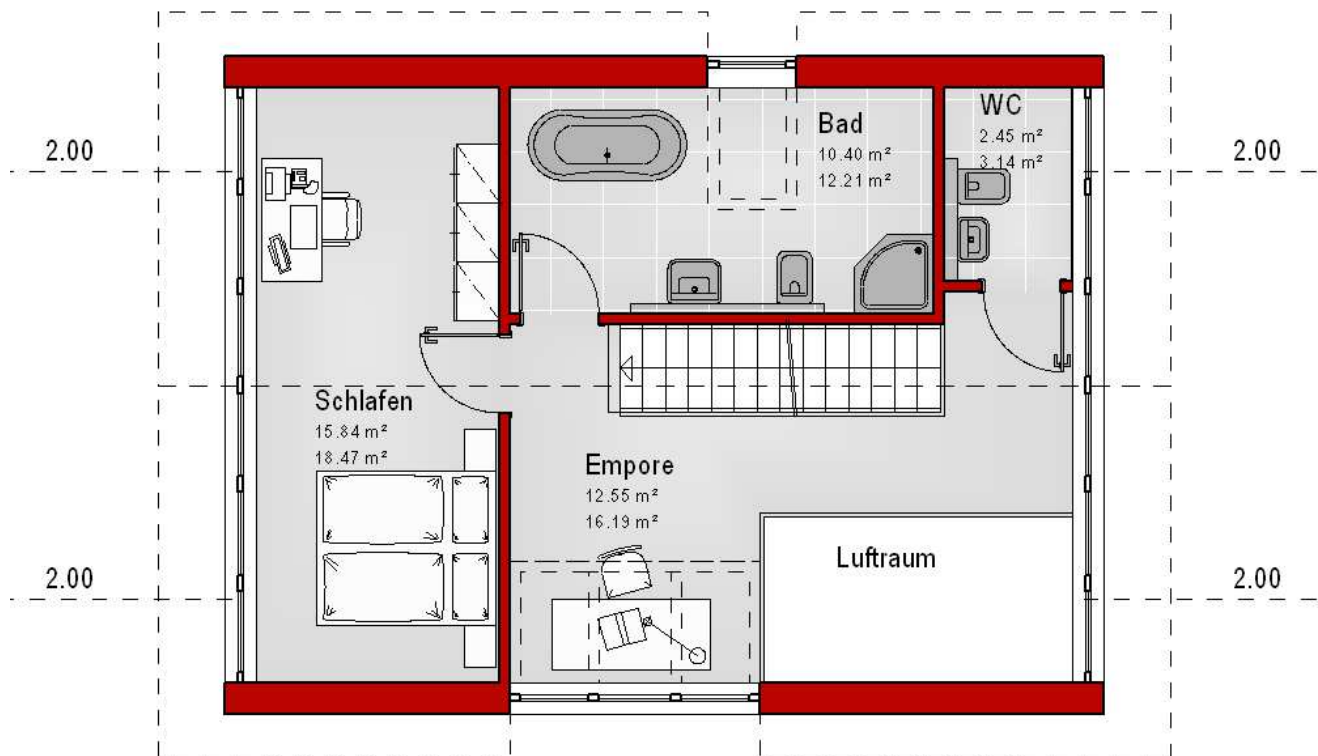 WC
2.45 m²
3.14 m²
Bad
10.40 m²
12.21 m²
2.00
2.00
Schlafen
15.84 m²
18.47 m²
Empore
12.55 m²
16.19 m²
Luftraum
2.00
2.00